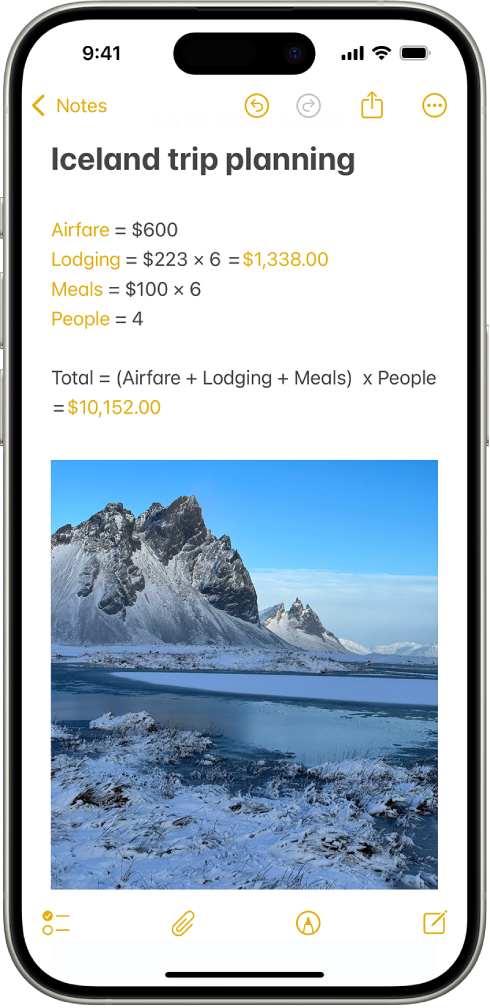 9:41
Notes
Iceland trip planning
Airfare = $600
Lodging = $223 × 6 =$1,338.00
Meals = $100 × 6
People = 4
Total = (Airfare + Lodging + Meals)  x People
=$10,152.00